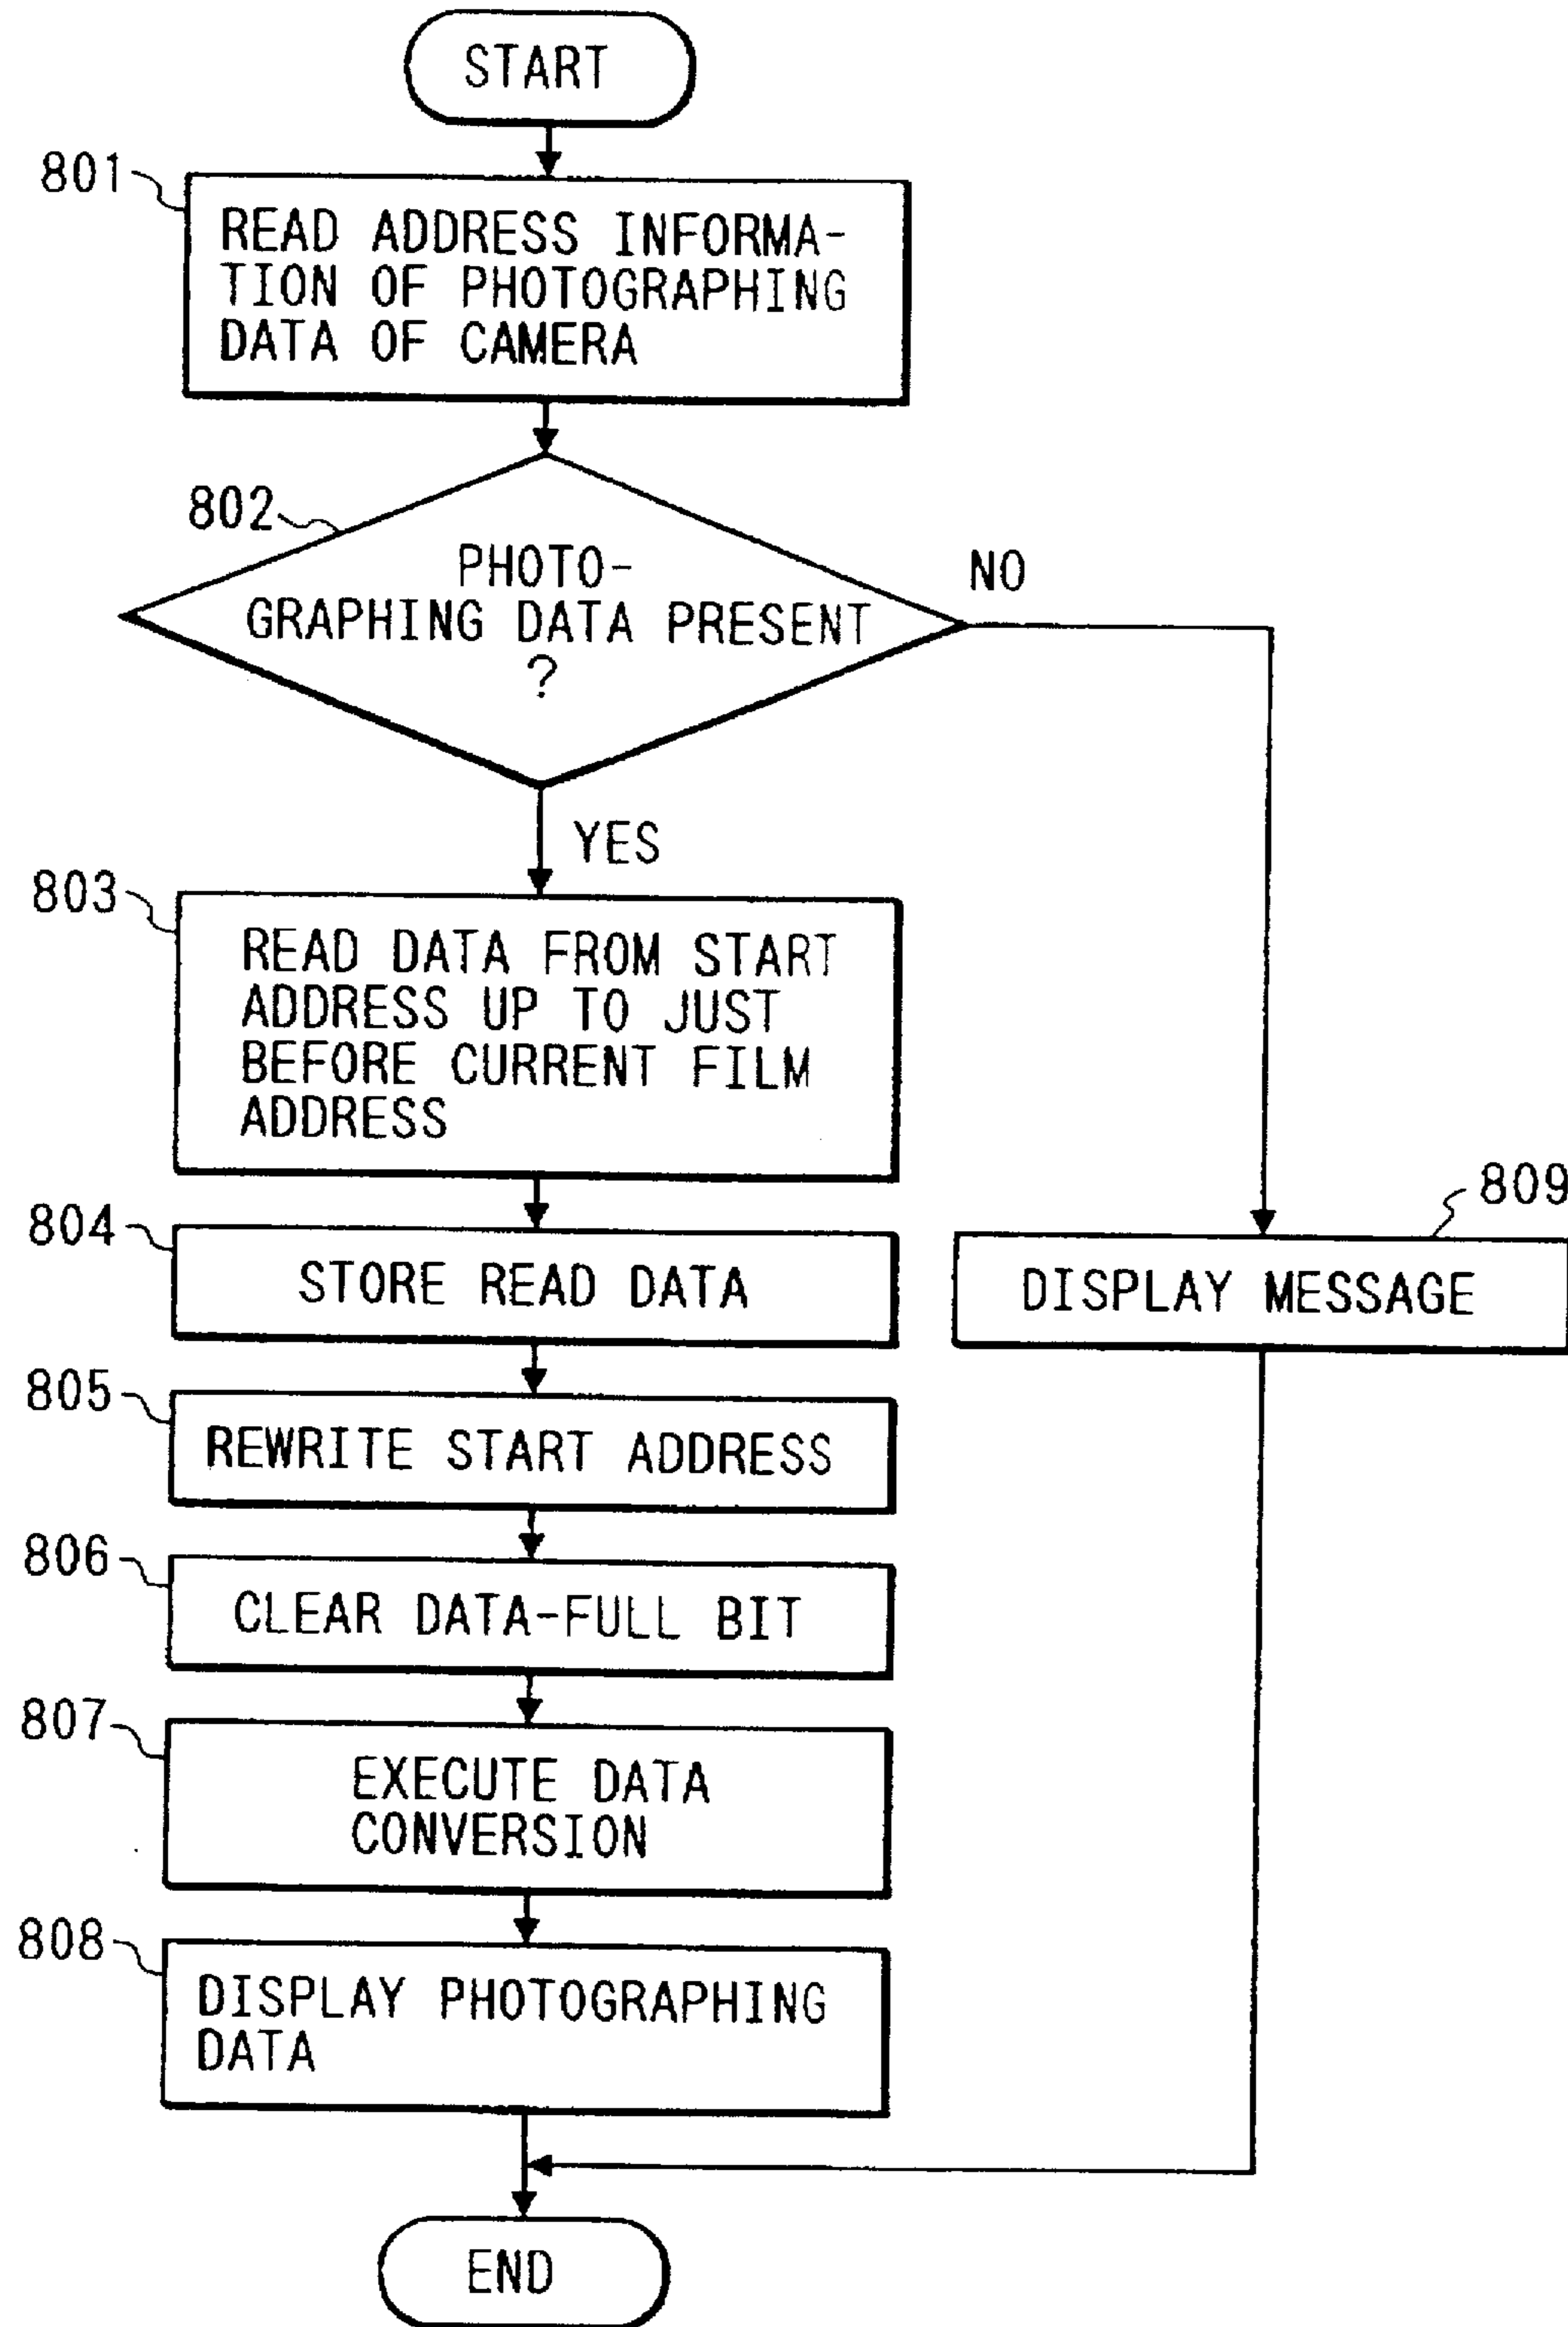 START
801
READ ADDRESS INFORMA-
TION OF PHOTOGRAPHING
DATA OF CAMERA
802
PHOTO-
GRAPHING DATA PRESENT
?
NO
YES
803
READ DATA FROM START
ADDRESS UP TO JUST
BEFORE CURRENT FILM
ADDRESS
804
STORE READ DATA
809
DISPLAY MESSAGE
805
REWRITE START ADDRESS
806
CLEAR DATA-FULL BIT
807
EXECUTE DATA
CONVERSION
808
DISPLAY PHOTOGRAPHING
DATA
END